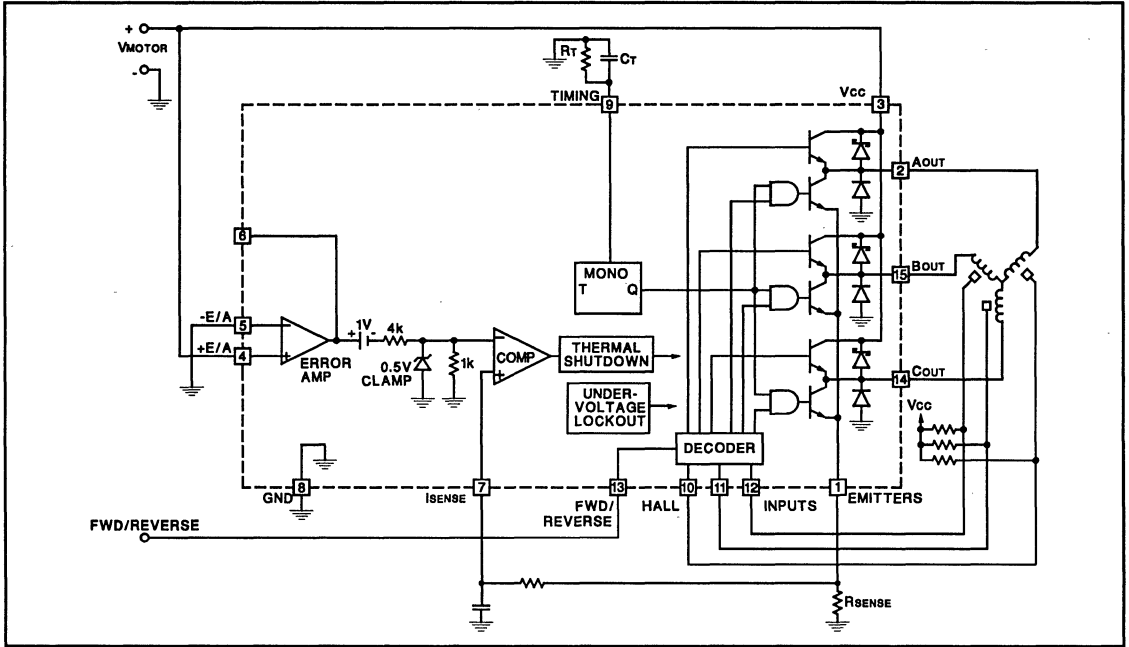 +
VMOTOR
-
RT
CT
TIMING
9
VCC
3
2
AOUT
6
MONO
T Q
15
BOUT
-E/A
5
+E/A
4
ERROR
AMP
+1V-
4k
0.5V
CLAMP
1k
-
+
COMP
THERMAL
SHUTDOWN
UNDER-
VOLTAGE
LOCKOUT
DECODER
14
COUT
VCC
GND
8
ISENSE
7
13
FWD/
REVERSE
HALL
10
11
12
INPUTS
1
EMITTERS
FWD/REVERSE
RSENSE